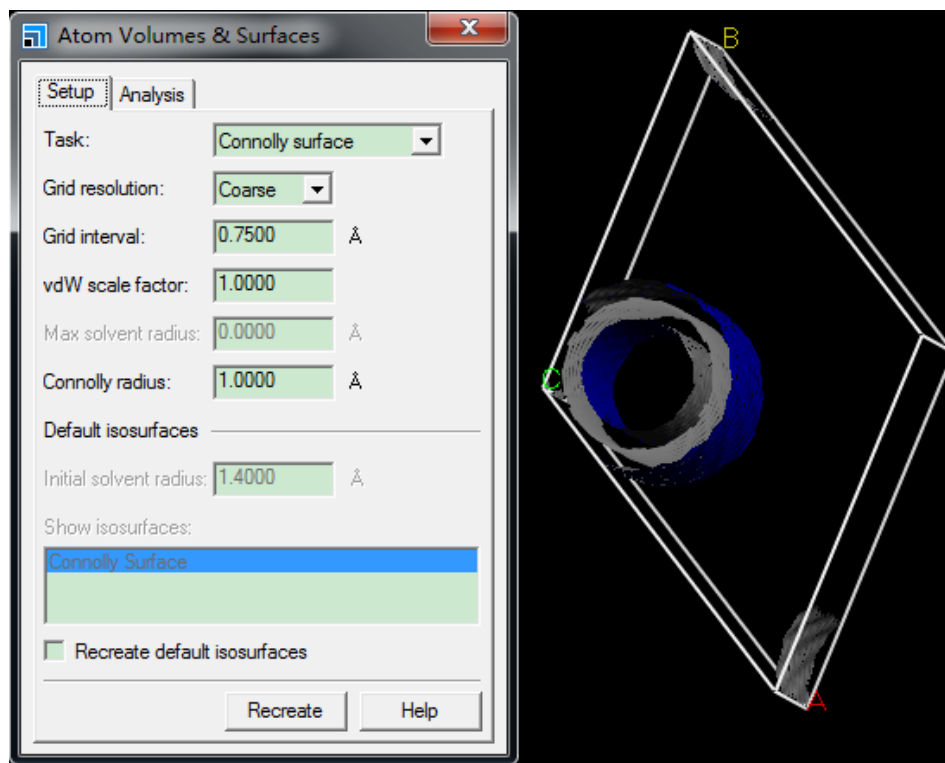 Atom Volumes & Surfaces
Setup Analysis
Task: Connolly surface
Grid resolution: Coarse
Grid interval: 0.7500 Å
vdW scale factor: 1.0000
Max solvent radius: 0.0000 Å
Connolly radius: 1.0000 Å
Default isosurfaces
Initial solvent radius: 1.4000 Å
Show isosurfaces:
Connolly Surface
Recreate default isosurfaces
Recreate Help
B
C
A